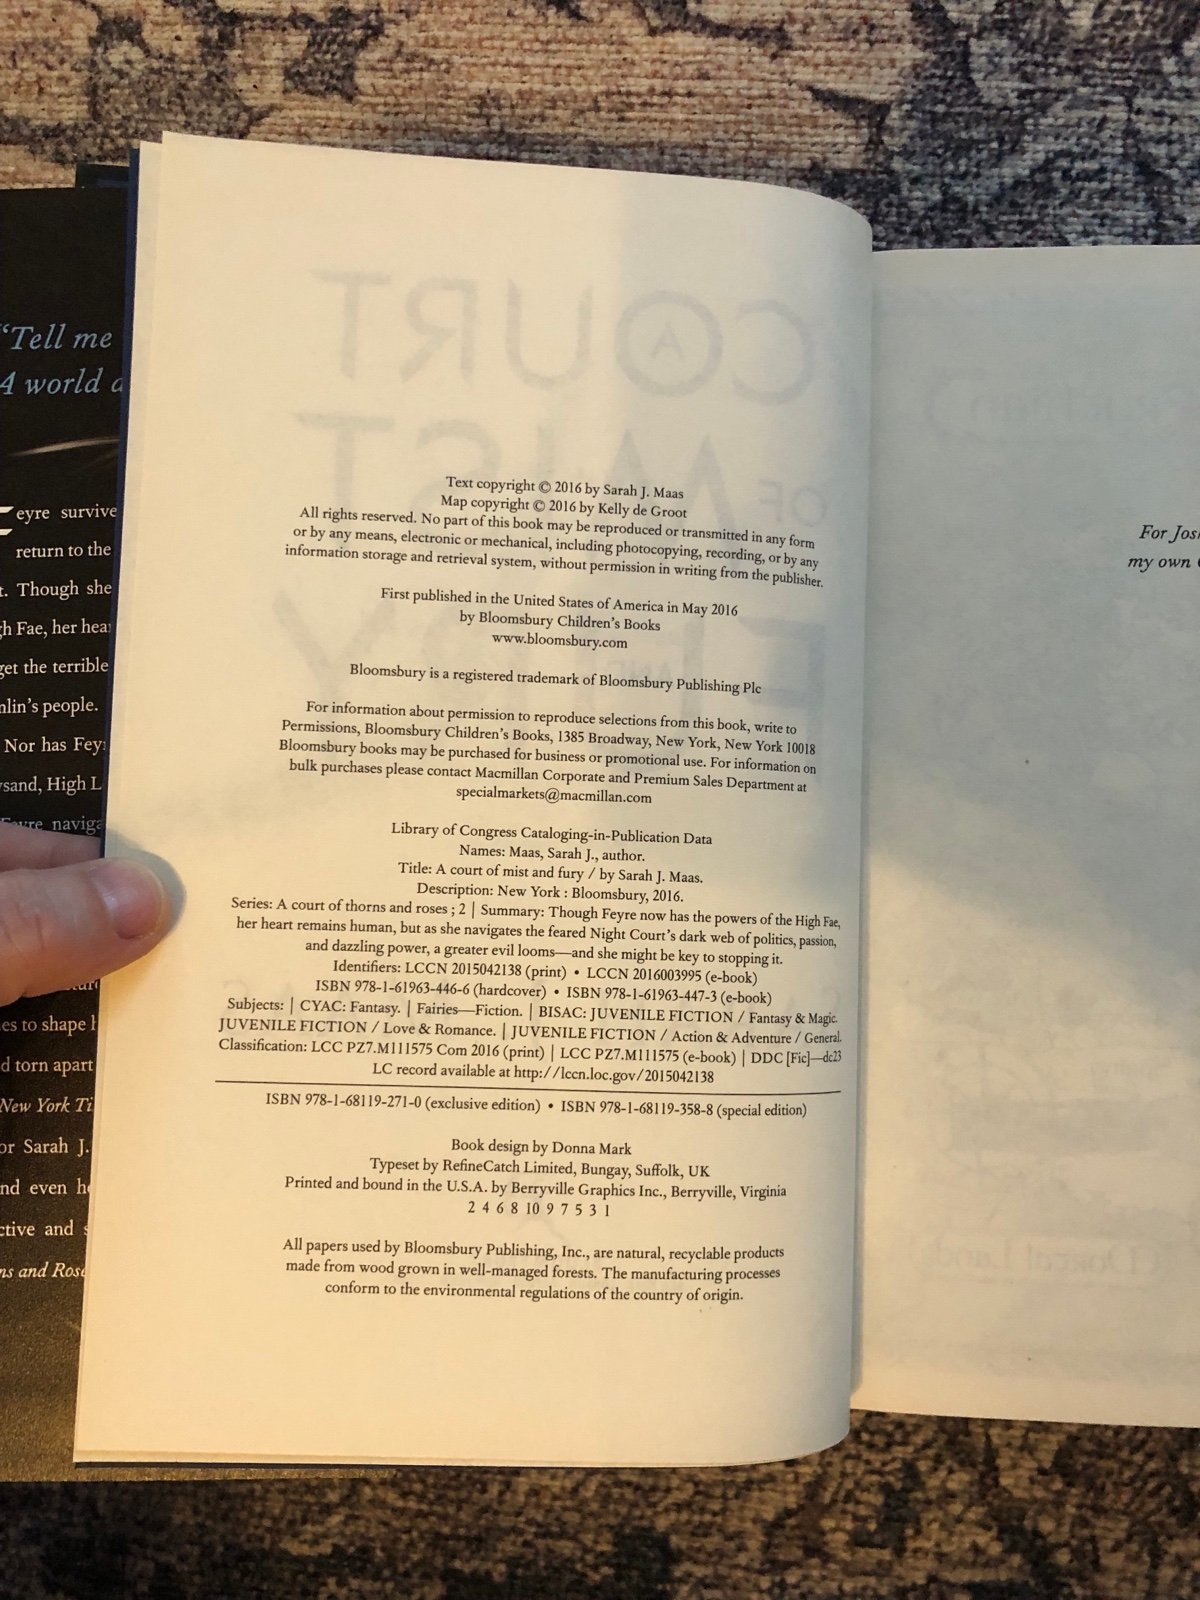 "Tell me
A world
eyre survive
return to the
Though she
Fae, her
get the terrible
people.
Nor has
High
Text copyright © 2016 by Sarah J. Maas
Map copyright © 2016 by Kelly de Groot
All rights reserved. No part of this book may be reproduced or transmitted in any form
or by any means, electronic or mechanical, including photocopying, recording, or by any
information storage and retrieval system, without permission in writing from the publisher.
First published in the United States of America in May 2016
by Bloomsbury Children's Books
www.bloomsbury.com
Bloomsbury is a registered trademark of Bloomsbury Publishing Plc
For information about permission to reproduce selections from this book, write to
Permissions, Bloomsbury Children's Books, 1385 Broadway, New York, New York 10018
Bloomsbury books may be purchased for business or promotional use. For information on
bulk purchases please contact Macmillan Corporate and Premium Sales Department at
specialmarkets@macmillan.com
Library of Congress Cataloging-in-Publication Data
Names: Maas, Sarah J., author.
Title: A court of mist and fury / by Sarah J. Maas.
Description: New York : Bloomsbury, 2016.
Series: A court of thorns and roses ; 2 | Summary: Though Feyre now has the powers of the High Fae,
her heart remains human, but as she navigates the feared Night Court's dark web of politics, passion,
and dazzling power, a greater evil looms—and she might be key to stopping it.
Identifiers: LCCN 2015042138 (print) • LCCN 2016003995 (e-book)
ISBN 978-1-61963-446-6 (hardcover) • ISBN 978-1-61963-447-3 (e-book)
Subjects: | CYAC: Fantasy. | Fairies—Fiction. | BISAC: JUVENILE FICTION / Fantasy & Magic.
JUVENILE FICTION / Love & Romance. | JUVENILE FICTION / Action & Adventure / General.
Classification: LCC PZ7.M111575 Com 2016 (print) | LCC PZ7.M111575 (e-book) | DDC [Fic]—dc23
LC record available at http://lccn.loc.gov/2015042138
ISBN 978-1-68119-271-0 (exclusive edition) • ISBN 978-1-68119-358-8 (special edition)
Book design by Donna Mark
Typeset by RefineCatch Limited, Bungay, Suffolk, UK
Printed and bound in the U.S.A. by Berryville Graphics Inc., Berryville, Virginia
2 4 6 8 10 9 7 5 3 1
All papers used by Bloomsbury Publishing, Inc., are natural, recyclable products
made from wood grown in well-managed forests. The manufacturing processes
conform to the environmental regulations of the country of origin.
es to shape
d torn apart
New York Ti
or Sarah J.
nd even
ctive and
ns and Rose
For Josh
my own